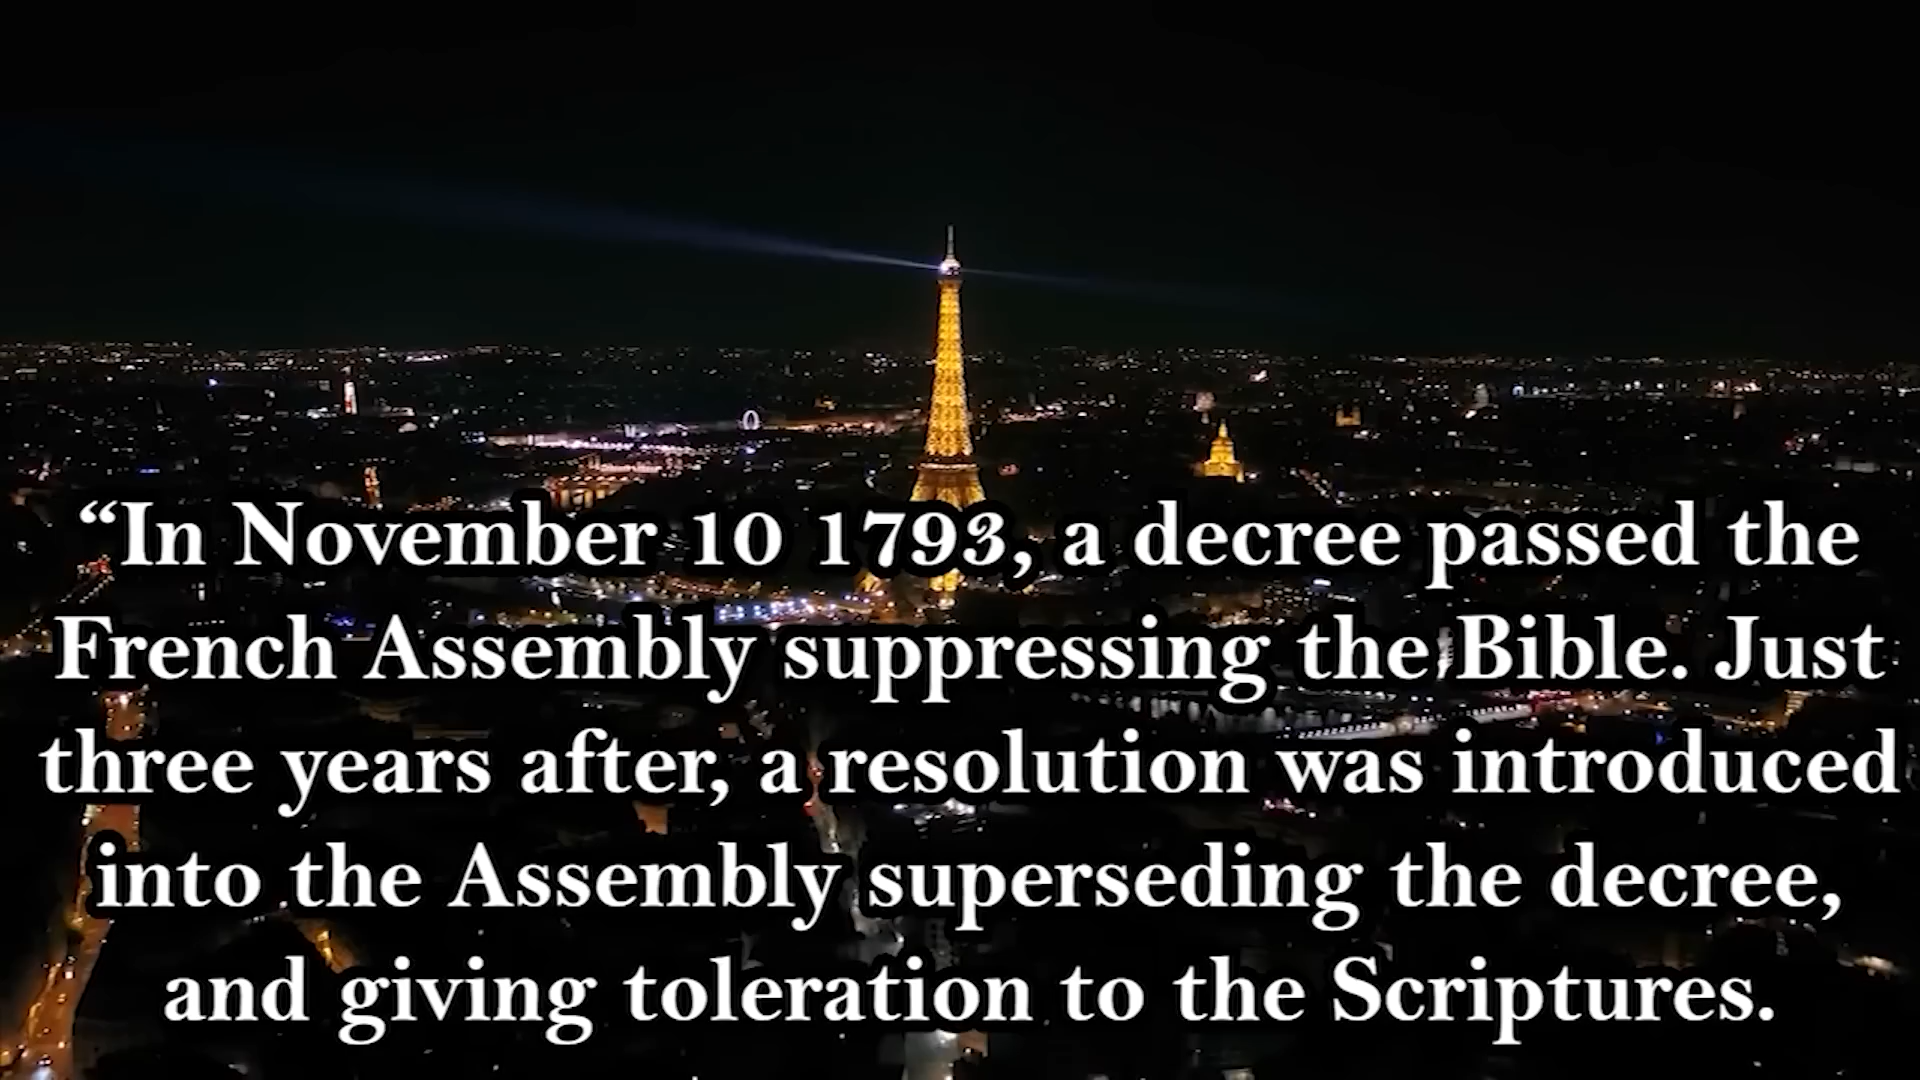 “In November 10 1793, a decree passed the
French Assembly suppressing the Bible. Just
three years after, a resolution was introduced
into the Assembly superseding the decree,
and giving toleration to the Scriptures.